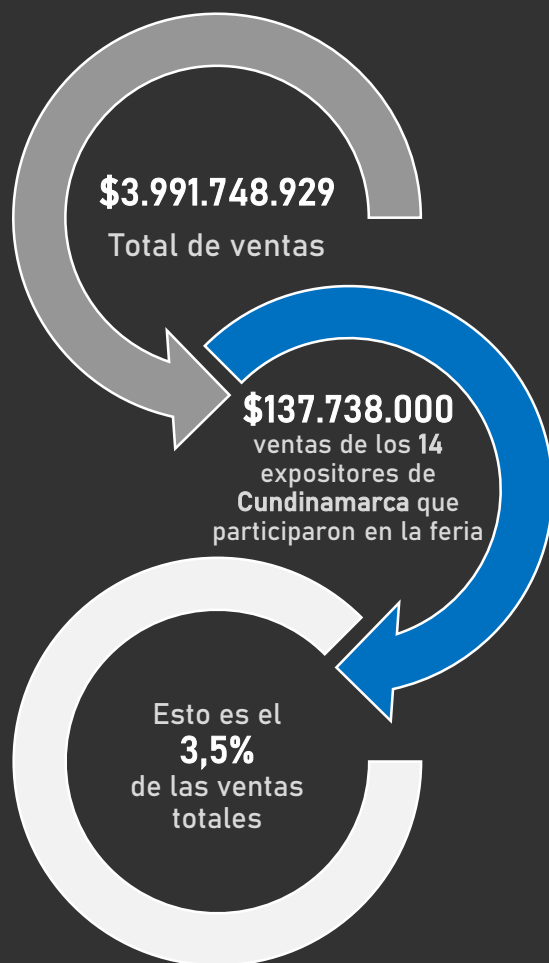 $3.991.748.929
Total de ventas
$137.738.000
ventas de los 14
expositores de
Cundinamarca que
participaron en la feria
Esto es el
3,5%
de las ventas
totales